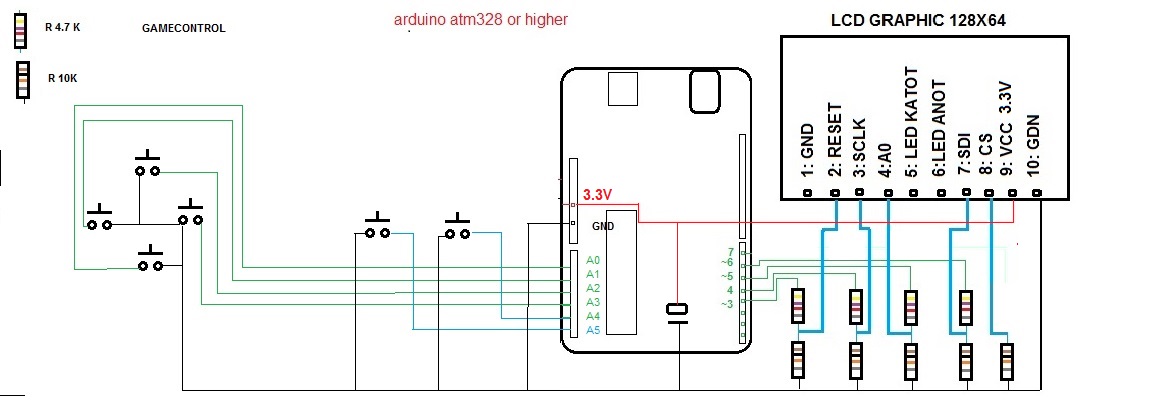 R 4.7 K
R 10K
GAMECONTROL
arduino atm328 or higher
LCD GRAPHIC 128X64
1: GND
2: RESET
3:SCLK
4:A0
5: LED KATOT
6:LED ANOT
7:SDI
8: CS
9: VCC 3.3V
10: GDN
3.3V
GND
A0
A1
A2
A3
A4
A5
7
~6
~5
4
~3